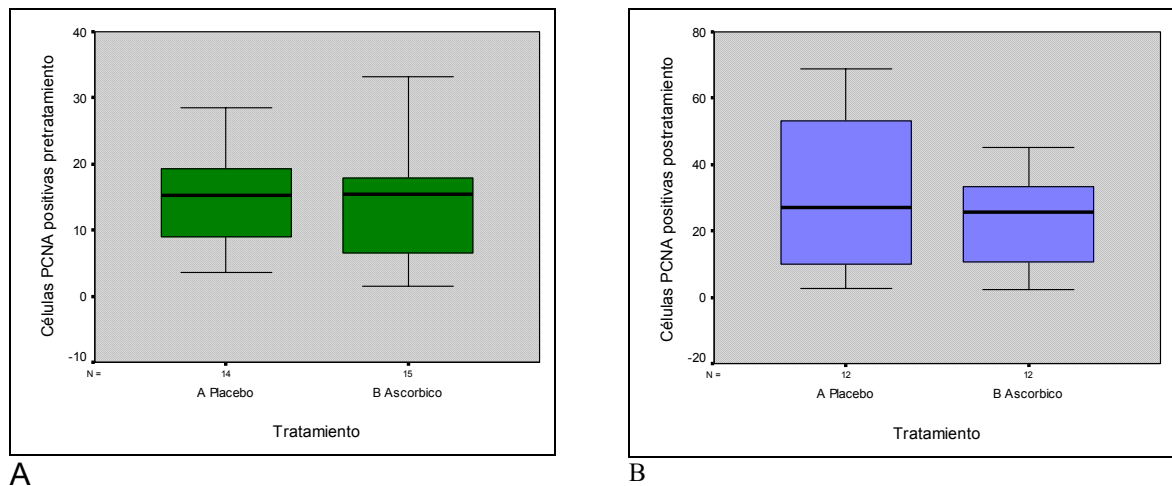 Células PCNA positivas pretratamiento
40
30
20
10
0
-10
N =
14
15
A Placebo
B Ascorbico
Tratamiento
A
Células PCNA positivas postratamiento
80
60
40
20
0
-20
N =
12
12
A Placebo
B Ascorbico
Tratamiento
B